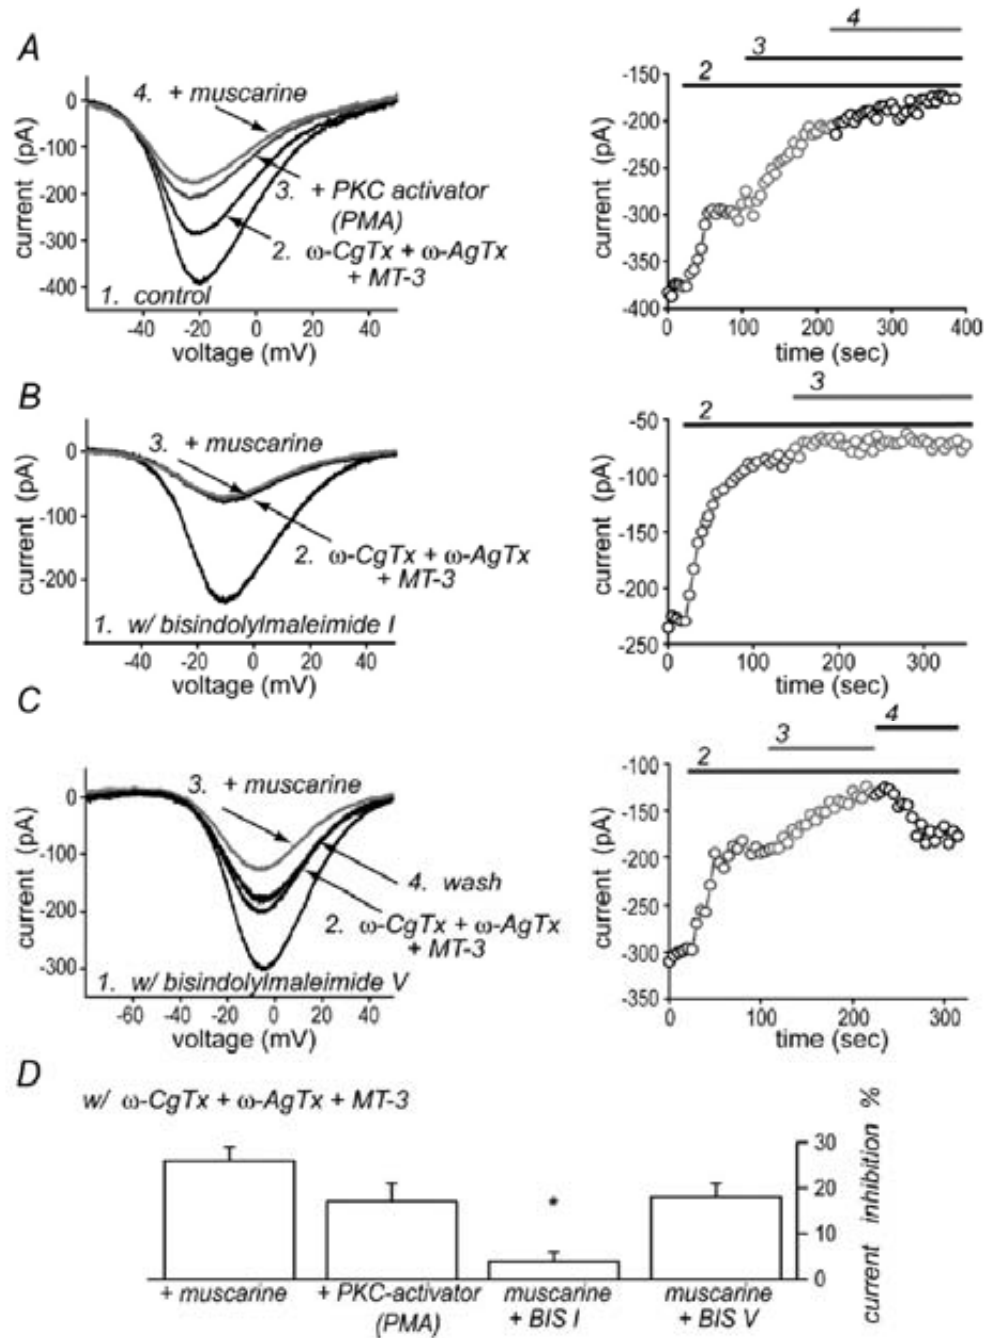 A
4. + muscarine
3. + PKC activator
(PMA)
2. ω-CgTx + ω-AgTx
+ MT-3
1. control
current (pA)
0
-100
-200
-300
-400
-40 -20 0 20 40
voltage (mV)
4
3
2
current (pA)
-150
-200
-250
-300
-350
-400
0 100 200 300 400
time (sec)
B
3. + muscarine
2. ω-CgTx + ω-AgTx
+ MT-3
1. w/ bisindolylmaleimide I
current (pA)
0
-100
-200
-40 -20 0 20 40
voltage (mV)
3
2
current (pA)
-50
-100
-150
-200
-250
0 100 200 300
time (sec)
C
3. + muscarine
4. wash
2. ω-CgTx + ω-AgTx
+ MT-3
1. w/ bisindolylmaleimide V
current (pA)
0
-100
-200
-300
-60 -40 -20 0 20 40
voltage (mV)
4
3
2
current (pA)
-100
-150
-200
-250
-300
-350
0 100 200 300
time (sec)
D
w/ ω-CgTx + ω-AgTx + MT-3
*
30
20
10
0
current inhibition %
+ muscarine
+ PKC-activator
(PMA)
muscarine
+ BIS I
muscarine
+ BIS V